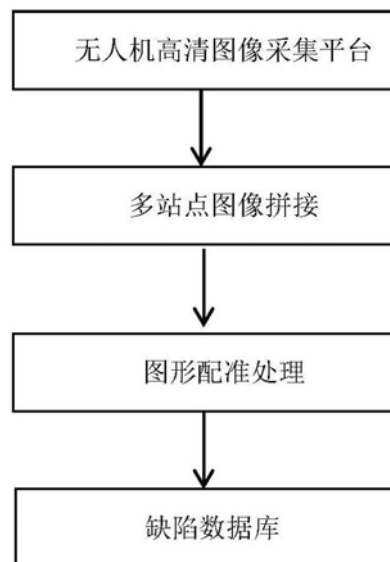 无人机高清图像采集平台
多站点图像拼接
图形配准处理
缺陷数据库